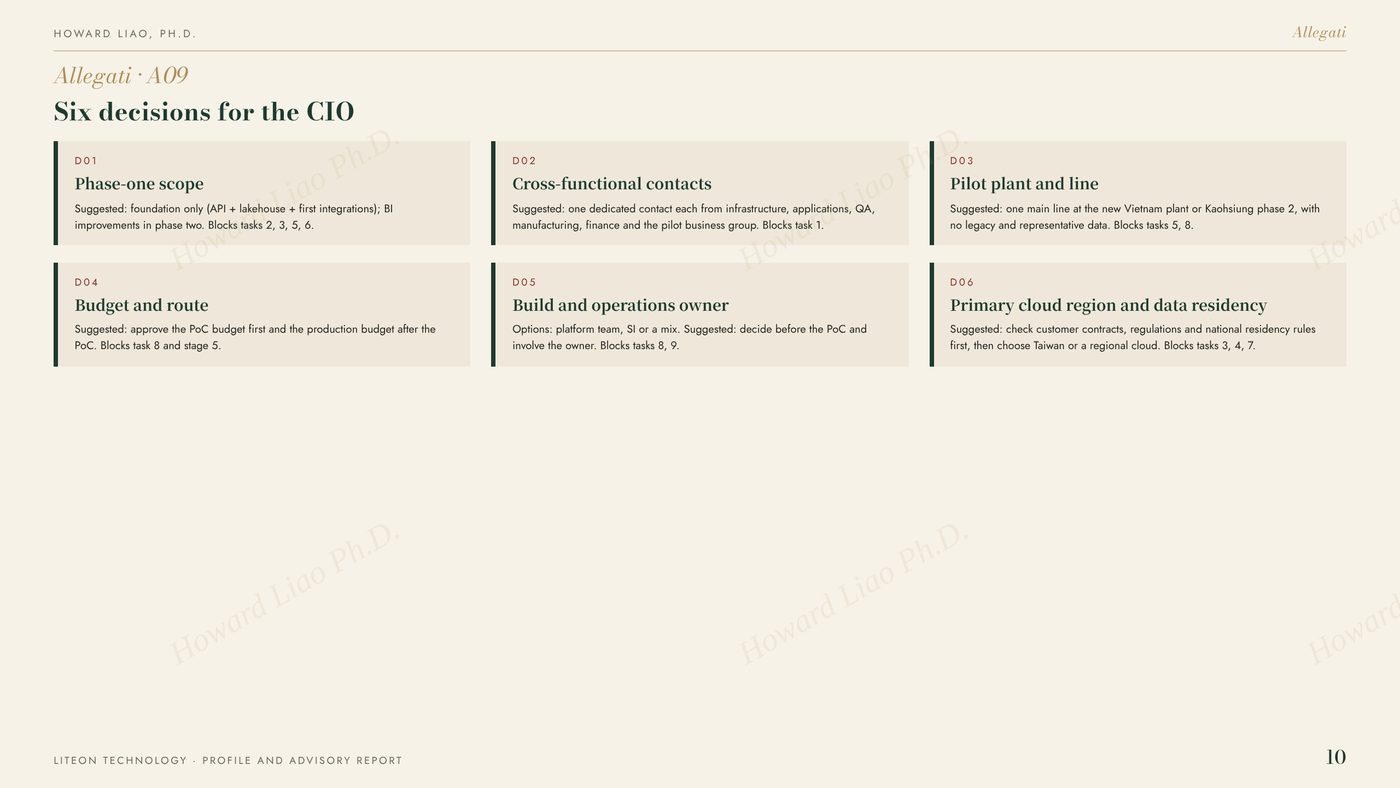 HOWARD LIAO, PH.D.
Allegati
Allegati · A09
Six decisions for the CIO
D01
Phase-one scope
Suggested: foundation only (API + lakehouse + first integrations); BI
improvements in phase two. Blocks tasks 2, 3, 5, 6.
D02
Cross-functional contacts
Suggested: one dedicated contact each from infrastructure, applications, QA,
manufacturing, finance and the pilot business group. Blocks task 1.
D03
Pilot plant and line
Suggested: one main line at the new Vietnam plant or Kaohsiung phase 2, with
no legacy and representative data. Blocks tasks 5, 8.
D04
Budget and route
Suggested: approve the PoC budget first and the production budget after the
PoC. Blocks task 8 and stage 5.
D05
Build and operations owner
Options: platform team, SI or a mix. Suggested: decide before the PoC and
involve the owner. Blocks tasks 8, 9.
D06
Primary cloud region and data residency
Suggested: check customer contracts, regulations and national residency rules
first, then choose Taiwan or a regional cloud. Blocks tasks 3, 4, 7.
Howard Liao Ph.D.
Howard Liao Ph.D.
Howard
Howard Liao Ph.D.
Howard Liao Ph.D.
Howard
LITEON TECHNOLOGY · PROFILE AND ADVISORY REPORT
10